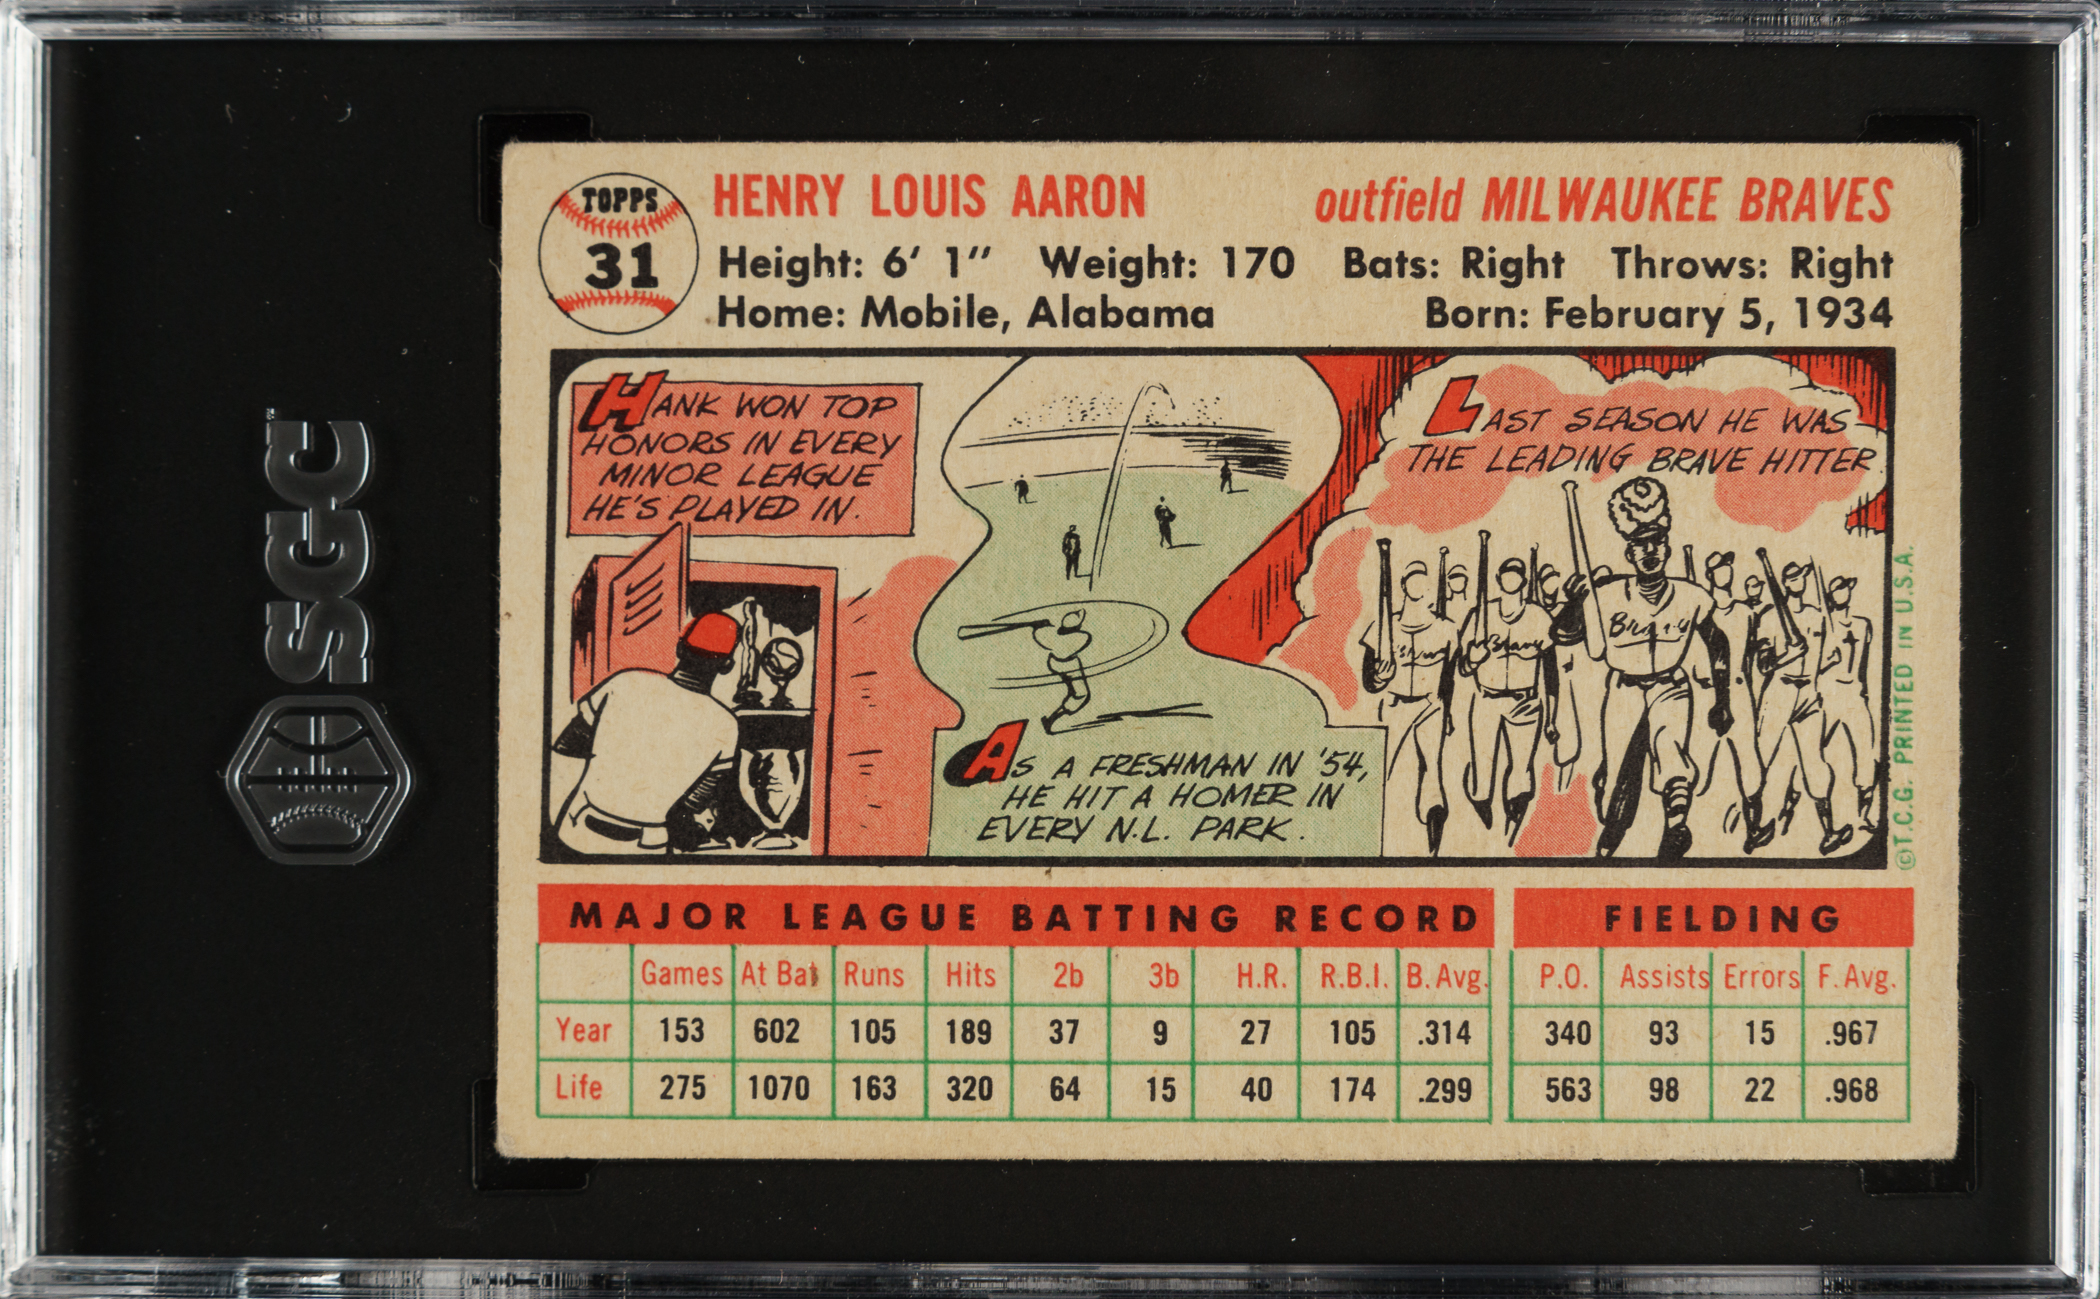 SGC
TOPPS
31
HENRY LOUIS AARON
outfield MILWAUKEE BRAVES
Height: 6' 1" Weight: 170 Bats: Right Throws: Right
Home: Mobile, Alabama
Born: February 5, 1934
HANK WON TOP
HONORS IN EVERY
MINOR LEAGUE
HE'S PLAYED IN.
AS A FRESHMAN IN '54,
HE HIT A HOMER IN
EVERY N.L. PARK.
LAST SEASON HE WAS
THE LEADING BRAVE HITTER
Braves
©T.C.G. PRINTED IN U.S.A.
MAJOR LEAGUE BATTING RECORD
Games At Bat Runs Hits 2b 3b H.R. R.B.I. B. Avg.
Year 153 602 105 189 37 9 27 105 .314
Life 275 1070 163 320 64 15 40 174 .299
FIELDING
P.O. Assists Errors F. Avg.
340 93 15 .967
563 98 22 .968